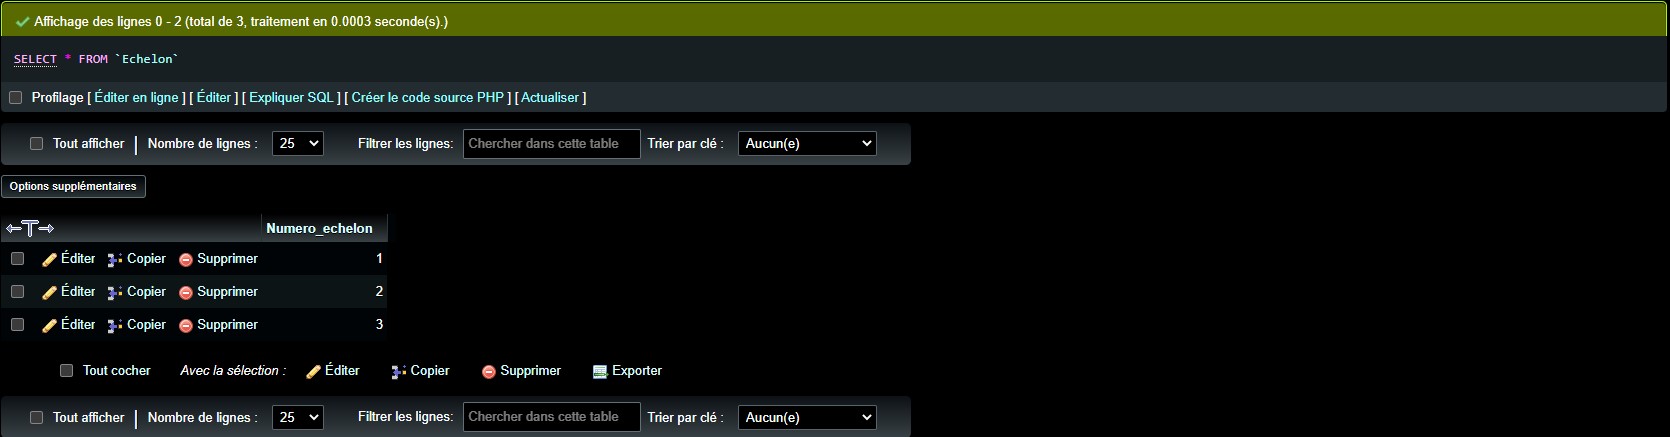 Affichage des lignes 0 - 2 (total de 3, traitement en 0.0003 seconde(s).)
SELECT * FROM `Echelon`
Profilage [ Éditer en ligne ] [ Éditer ] [ Expliquer SQL ] [ Créer le code source PHP ] [ Actualiser ]
Tout afficher | Nombre de lignes : 25 Filtrer les lignes: Chercher dans cette table Trier par clé : Aucun(e)
Options supplémentaires
←T→ Numero_echelon
Éditer Copier Supprimer 1
Éditer Copier Supprimer 2
Éditer Copier Supprimer 3
Tout cocher Avec la sélection : Éditer Copier Supprimer Exporter
Tout afficher | Nombre de lignes : 25 Filtrer les lignes: Chercher dans cette table Trier par clé : Aucun(e)